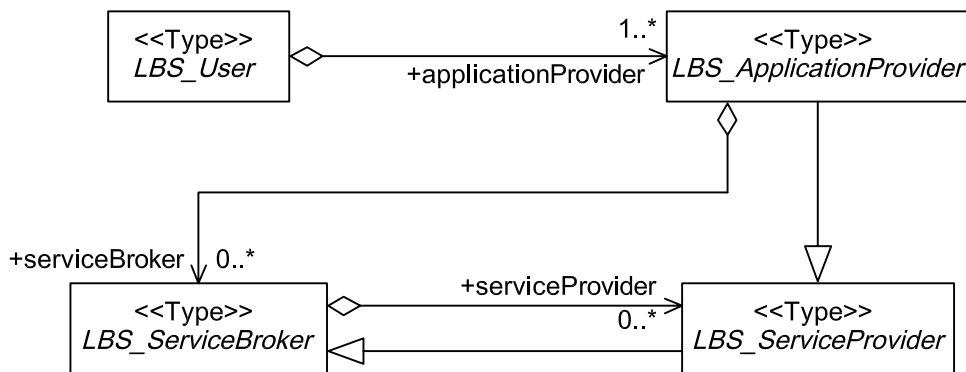 <<Type>>
LBS_User
1..*
+applicationProvider
<<Type>>
LBS_ApplicationProvider
+serviceBroker
0..*
<<Type>>
LBS_ServiceBroker
+serviceProvider
0..*
<<Type>>
LBS_ServiceProvider